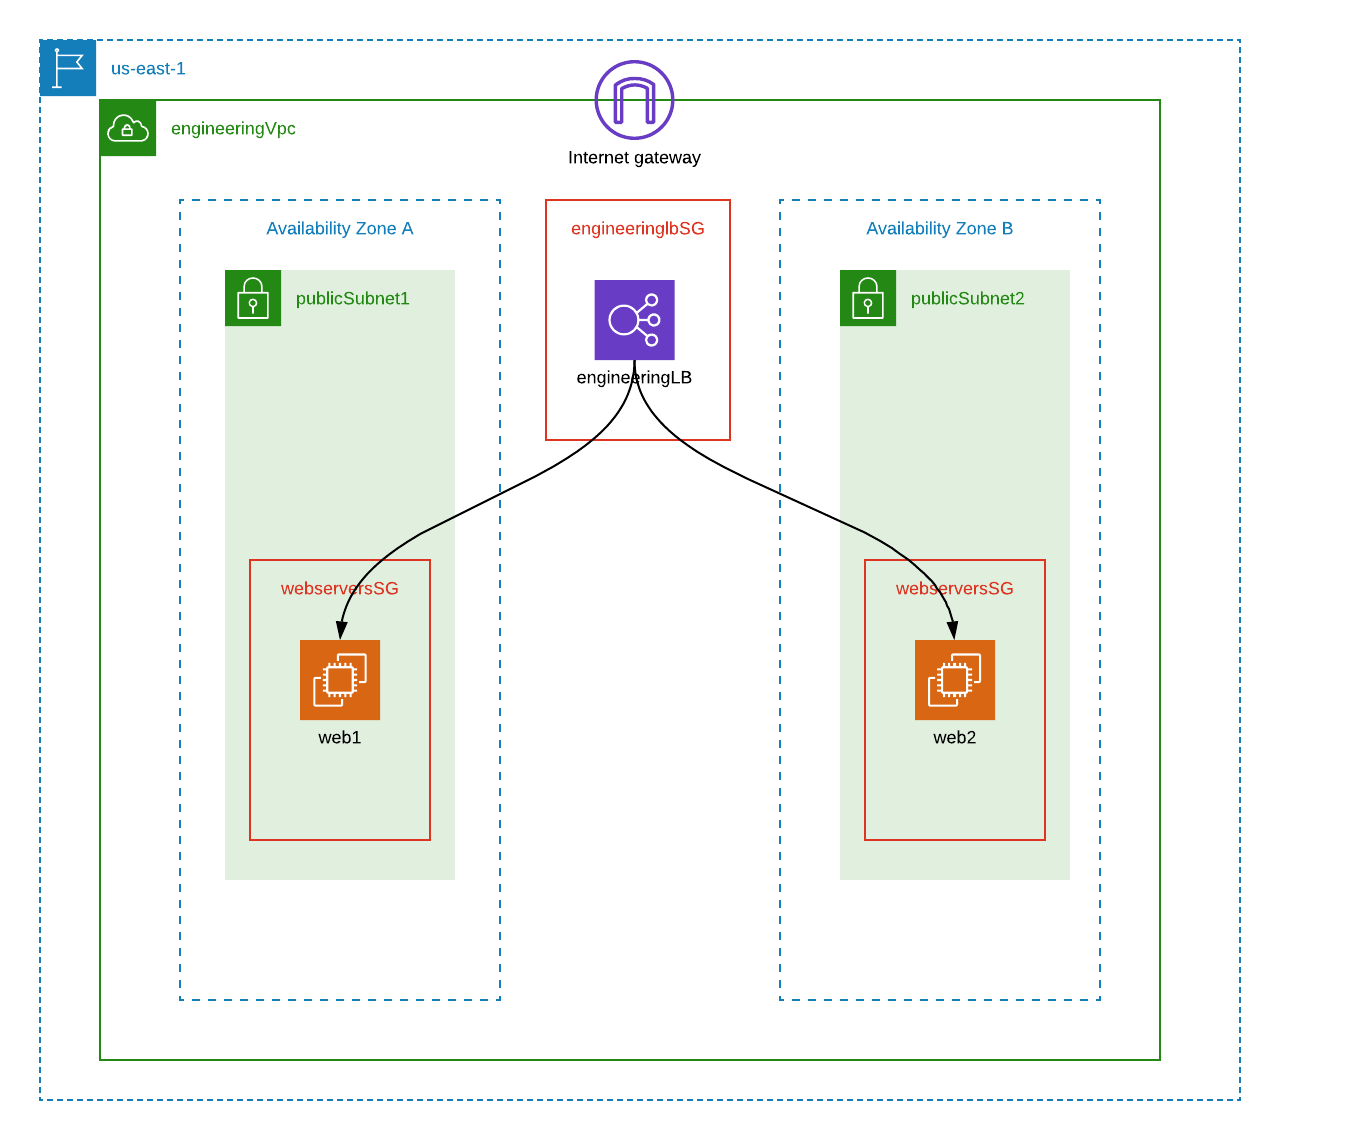 us-east-1
engineeringVpc
Internet gateway
Availability Zone A
engineeringlbSG
Availability Zone B
publicSubnet1
publicSubnet2
engineeringLB
webserversSG
webserversSG
web1
web2